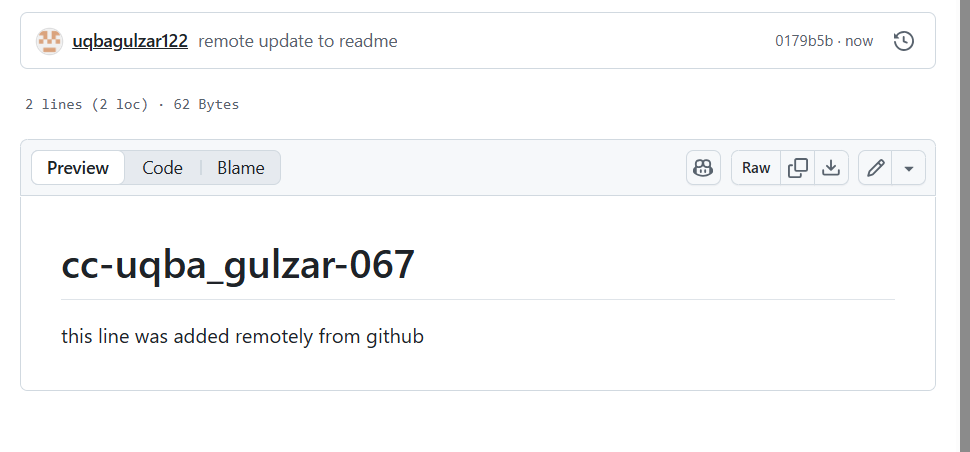 uqbagulzar122 remote update to readme 0179b5b · now
2 lines (2 loc) · 62 Bytes
Preview Code Blame Raw
cc-uqba_gulzar-067
this line was added remotely from github